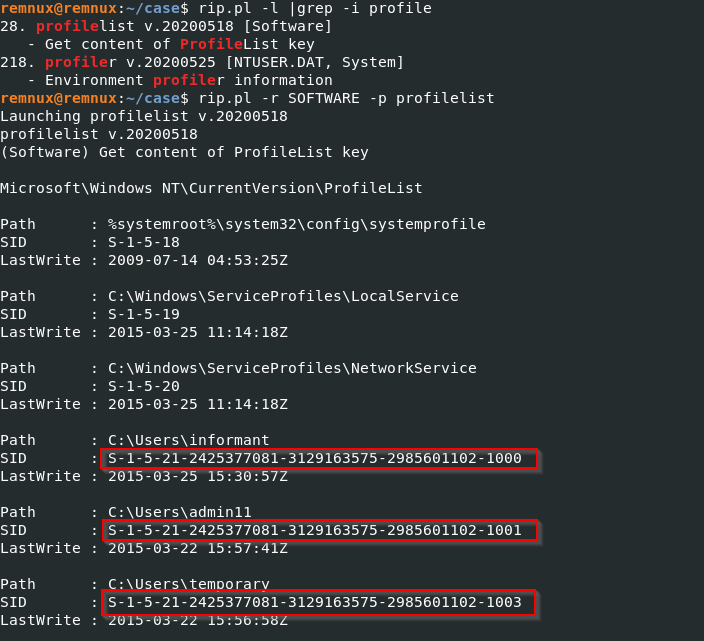 remnux@remnux:~/case$ rip.pl -l |grep -i profile
28. profilelist v.20200518 [Software]
   - Get content of ProfileList key
218. profiler v.20200525 [NTUSER.DAT, System]
   - Environment profiler information
remnux@remnux:~/case$ rip.pl -r SOFTWARE -p profilelist
Launching profilelist v.20200518
profilelist v.20200518
(Software) Get content of ProfileList key

Microsoft\Windows NT\CurrentVersion\ProfileList

Path      : %systemroot%\system32\config\systemprofile
SID       : S-1-5-18
LastWrite : 2009-07-14 04:53:25Z

Path      : C:\Windows\ServiceProfiles\LocalService
SID       : S-1-5-19
LastWrite : 2015-03-25 11:14:18Z

Path      : C:\Windows\ServiceProfiles\NetworkService
SID       : S-1-5-20
LastWrite : 2015-03-25 11:14:18Z

Path      : C:\Users\informant
SID       : S-1-5-21-2425377081-3129163575-2985601102-1000
LastWrite : 2015-03-25 15:30:57Z

Path      : C:\Users\admin11
SID       : S-1-5-21-2425377081-3129163575-2985601102-1001
LastWrite : 2015-03-22 15:57:41Z

Path      : C:\Users\temporary
SID       : S-1-5-21-2425377081-3129163575-2985601102-1003
LastWrite : 2015-03-22 15:56:58Z